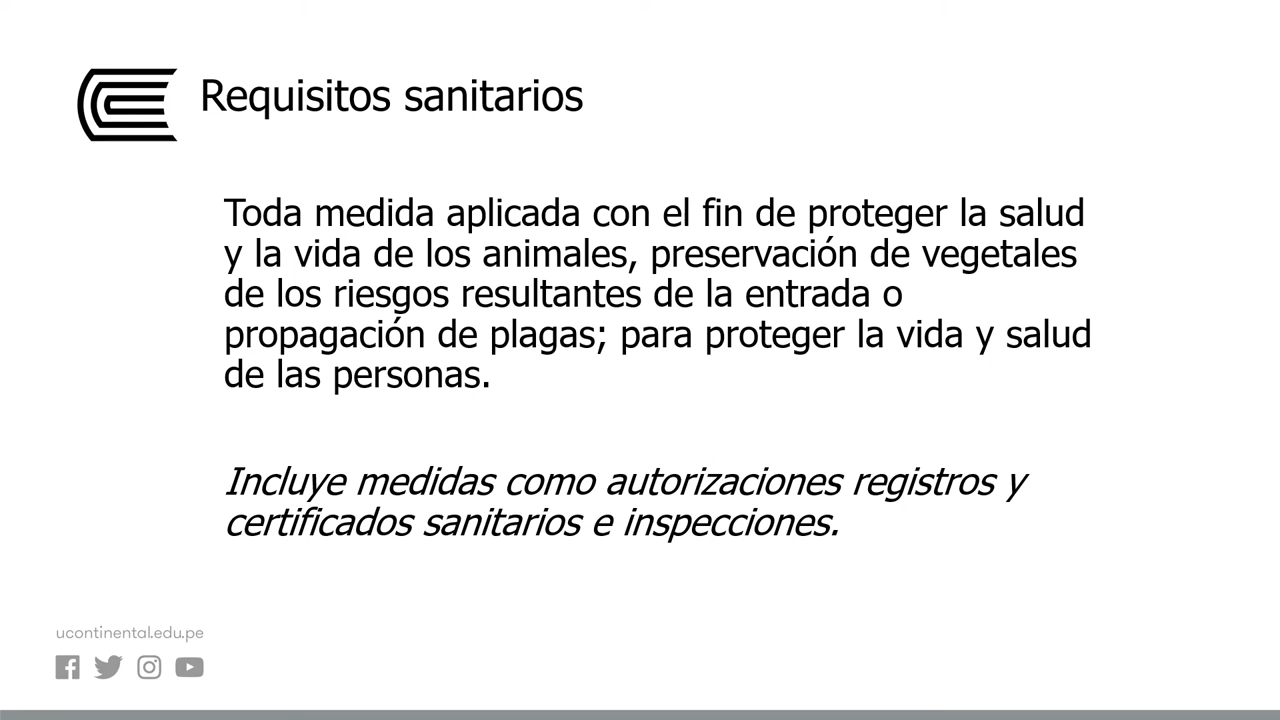 Requisitos sanitarios
Toda medida aplicada con el fin de proteger la salud
y la vida de los animales, preservación de vegetales
de los riesgos resultantes de la entrada o
propagación de plagas; para proteger la vida y salud
de las personas.
Incluye medidas como autorizaciones registros y
certificados sanitarios e inspecciones.
ucontinental.edu.pe